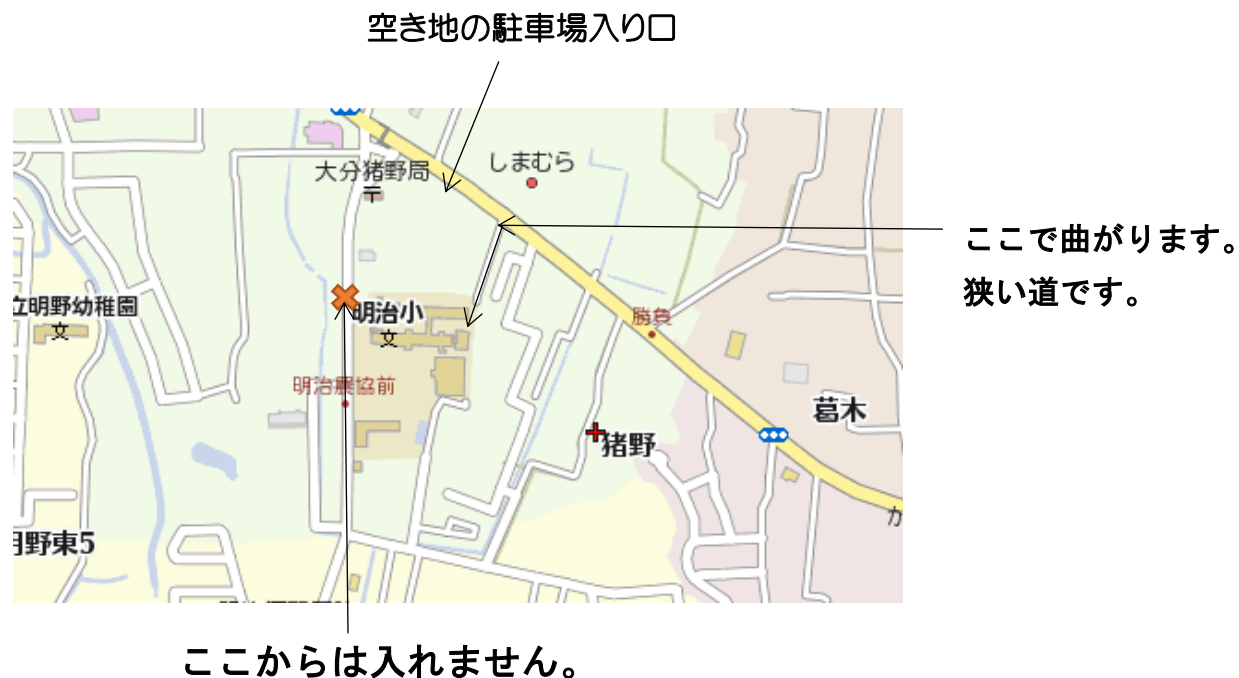 空き地の駐車場入り口
大分猪野局
しまむら
ここで曲がります。
狭い道です。
立明野幼稚園
明治小
勝負
明治農協前
葛木
猪野
月野東5
か
ここからは入れません。